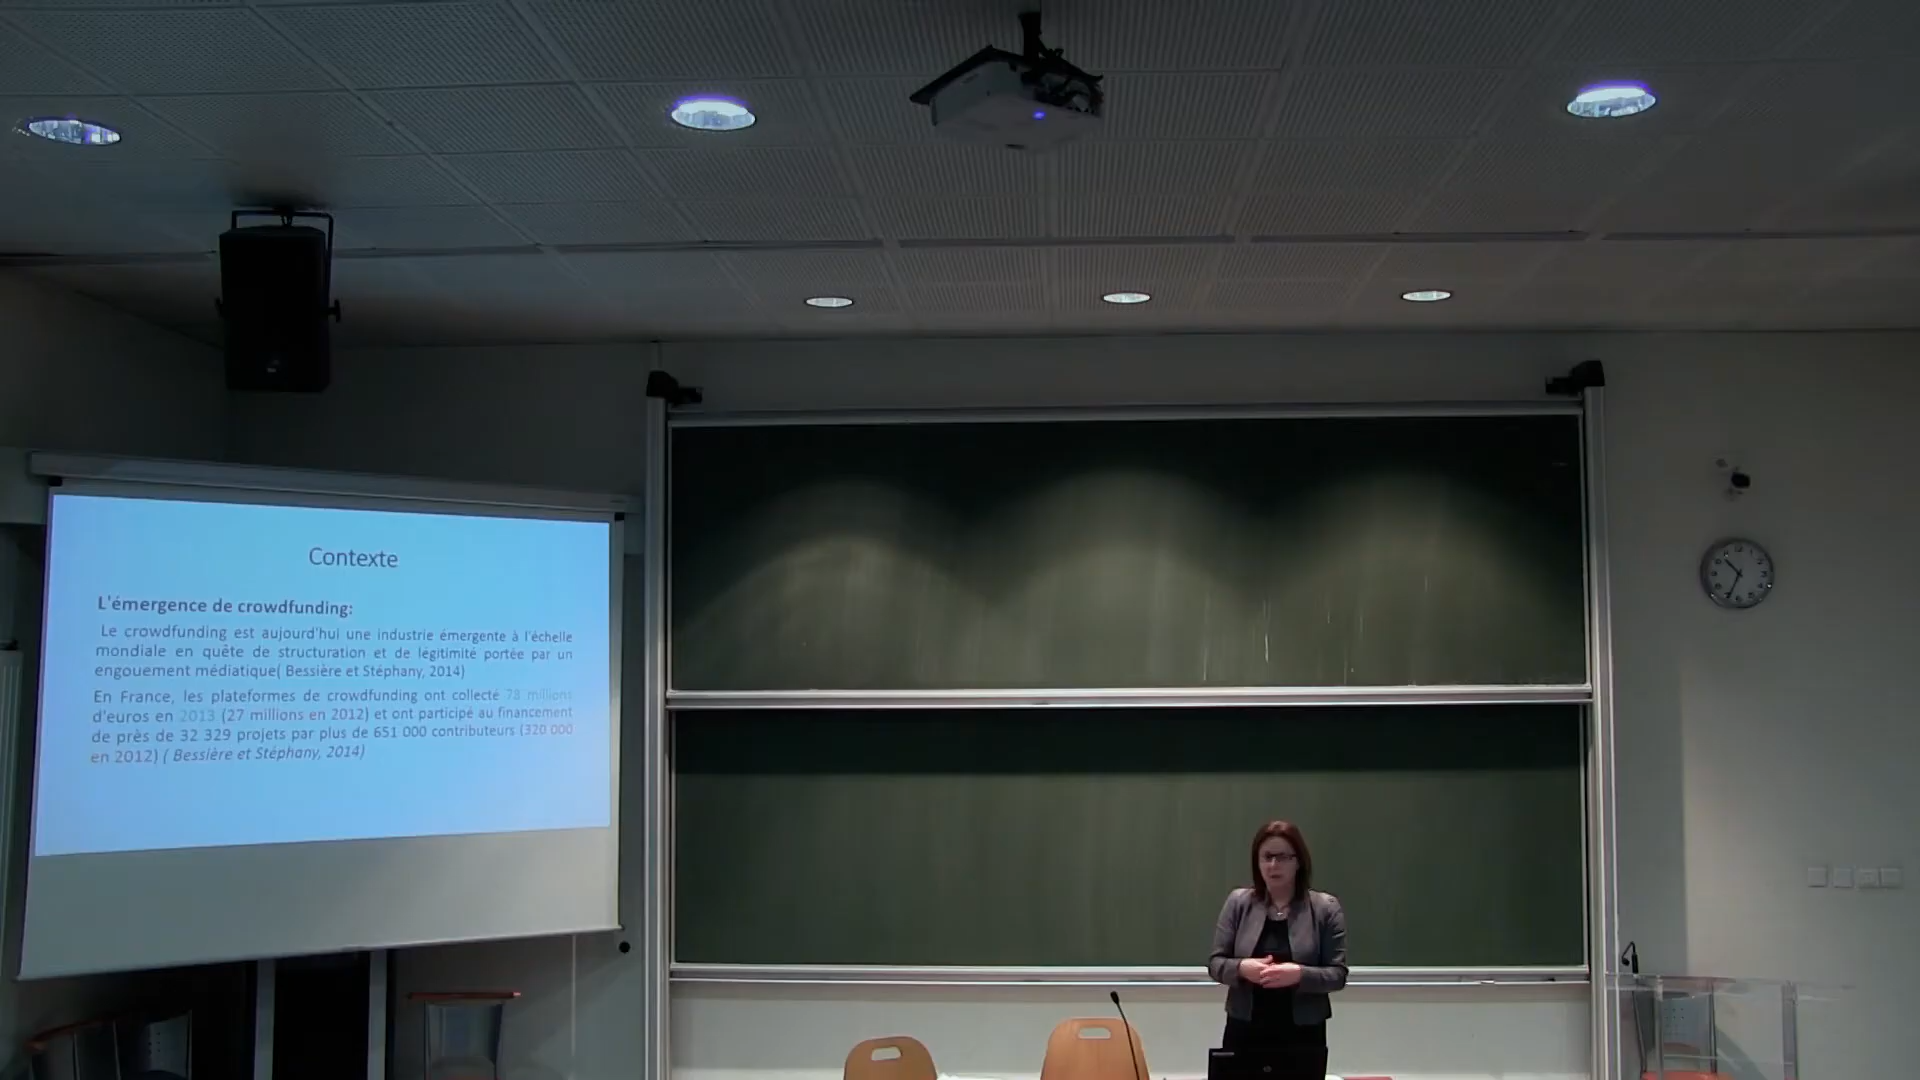 Contexte
L'émergence de crowdfunding:
Le crowdfunding est aujourd'hui une industrie émergente à l'échelle
mondiale en quête de structuration et de légitimité portée par un
engouement médiatique( Bessière et Stéphany, 2014)
En France, les plateformes de crowdfunding ont collecté 78 millions
d'euros en 2013 (27 millions en 2012) et ont participé au financement
de près de 32 329 projets par plus de 651 000 contributeurs (320 000
en 2012) ( Bessière et Stéphany, 2014)